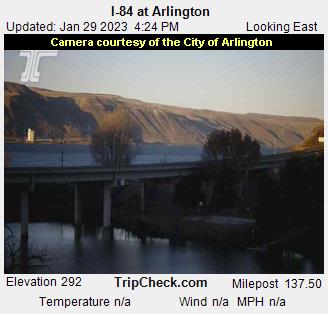 I-84 at Arlington
Updated: Jan 29 2023 4:24 PM Looking East
Camera courtesy of the City of Arlington
Elevation 292 TripCheck.com Milepost 137.50
Temperature n/a Wind n/a MPH n/a